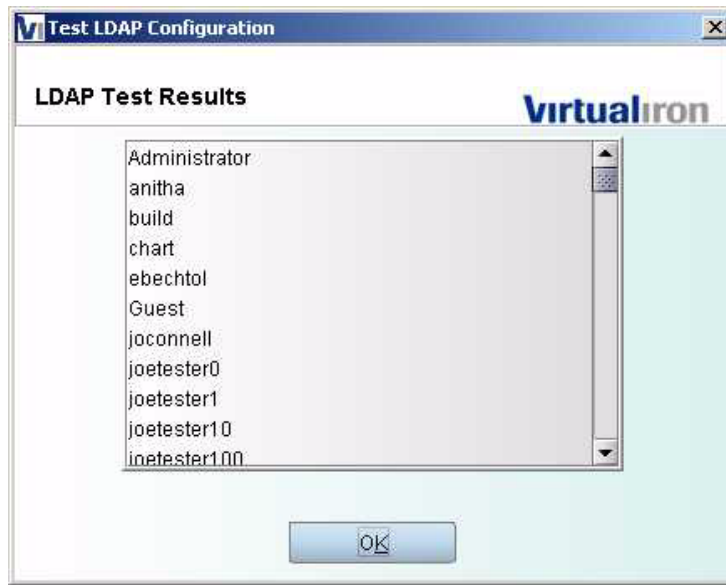 VI Test LDAP Configuration
LDAP Test Results
Virtualiron
Administrator
anitha
build
chart
ebechtol
Guest
joconnell
joetester0
joetester1
joetester10
joetester100
OK